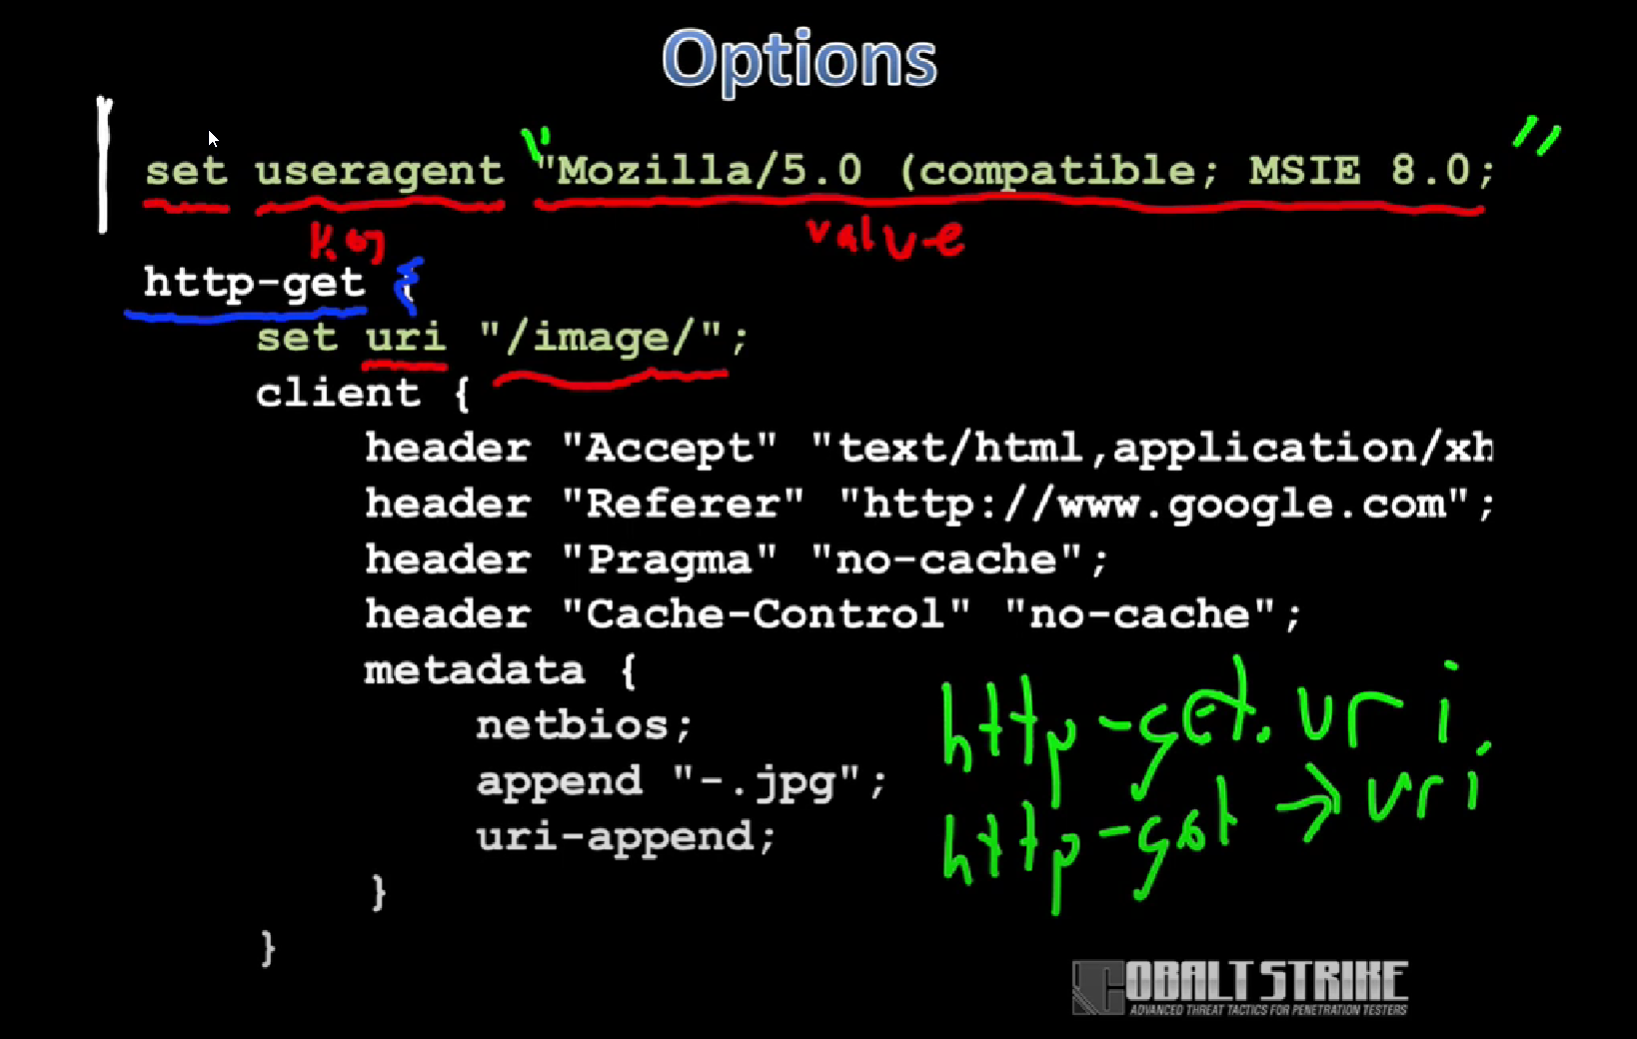 Options
set useragent "Mozilla/5.0 (compatible; MSIE 8.0; "
key value
http-get {
set uri "/image/";
client {
header "Accept" "text/html,application/xh
header "Referer" "http://www.google.com";
header "Pragma" "no-cache";
header "Cache-Control" "no-cache";
metadata {
netbios;
http-get.uri.
append "-.jpg";
http-get → uri
uri-append;
}
}
COBALT STRIKE
ADVANCED THREAT TACTICS FOR PENETRATION TESTERS